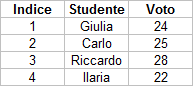 Indice Studente Voto
1 Giulia 24
2 Carlo 25
3 Riccardo 28
4 Ilaria 22